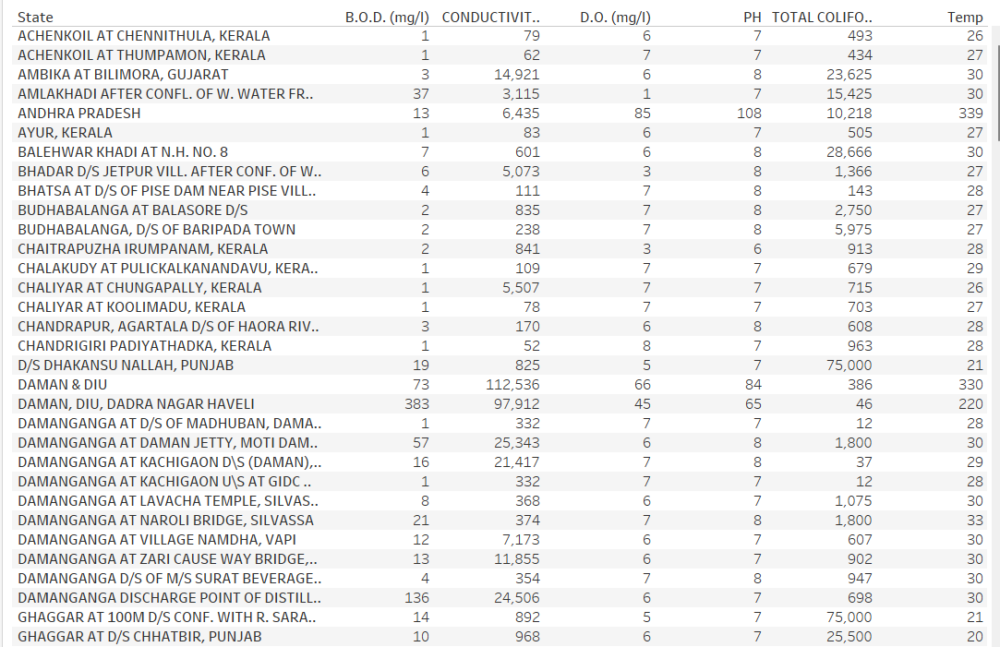 State B.O.D. (mg/l) CONDUCTIVIT.. D.O. (mg/l) PH TOTAL COLIFO.. Temp
ACHENKOIL AT CHENNITHULA, KERALA 1 79 6 7 493 26
ACHENKOIL AT THUMPAMON, KERALA 1 62 7 7 434 27
AMBIKA AT BILIMORA, GUJARAT 3 14,921 6 8 23,625 30
AMLAKHADI AFTER CONFL. OF W. WATER FR.. 37 3,115 1 7 15,425 30
ANDHRA PRADESH 13 6,435 85 108 10,218 339
AYUR, KERALA 1 83 6 7 505 27
BALEHWAR KHADI AT N.H. NO. 8 7 601 6 8 28,666 30
BHADAR D/S JETPUR VILL. AFTER CONF. OF W.. 6 5,073 3 8 1,366 27
BHATSA AT D/S OF PISE DAM NEAR PISE VILL.. 4 111 7 8 143 28
BUDHABALANGA AT BALASORE D/S 2 835 7 8 2,750 27
BUDHABALANGA, D/S OF BARIPADA TOWN 2 238 7 8 5,975 27
CHAITRAPUZHA IRUMPANAM, KERALA 2 841 3 6 913 28
CHALAKUDY AT PULICKALKANANDAVU, KERA.. 1 109 7 7 679 29
CHALIYAR AT CHUNGAPALLY, KERALA 1 5,507 7 7 715 26
CHALIYAR AT KOOLIMADU, KERALA 1 78 7 7 703 27
CHANDRAPUR, AGARTALA D/S OF HAORA RIV.. 3 170 6 8 608 28
CHANDRIGIRI PADIYATHADKA, KERALA 1 52 8 7 963 28
D/S DHAKANSU NALLAH, PUNJAB 19 825 5 7 75,000 21
DAMAN & DIU 73 112,536 66 84 386 330
DAMAN, DIU, DADRA NAGAR HAVELI 383 97,912 45 65 46 220
DAMANGANGA AT D/S OF MADHUBAN, DAMA.. 1 332 7 7 12 28
DAMANGANGA AT DAMAN JETTY, MOTI DAM.. 57 25,343 6 8 1,800 30
DAMANGANGA AT KACHIGAON D\S (DAMAN),.. 16 21,417 7 8 37 29
DAMANGANGA AT KACHIGAON U\S AT GIDC .. 1 332 7 7 12 28
DAMANGANGA AT LAVACHA TEMPLE, SILVAS.. 8 368 6 7 1,075 30
DAMANGANGA AT NAROLI BRIDGE, SILVASSA 21 374 7 8 1,800 33
DAMANGANGA AT VILLAGE NAMDHA, VAPI 12 7,173 6 7 607 30
DAMANGANGA AT ZARI CAUSE WAY BRIDGE,.. 13 11,855 6 7 902 30
DAMANGANGA D/S OF M/S SURAT BEVERAGE.. 4 354 7 8 947 30
DAMANGANGA DISCHARGE POINT OF DISTILL.. 136 24,506 6 7 698 30
GHAGGAR AT 100M D/S CONF. WITH R. SARA.. 14 892 5 7 75,000 21
GHAGGAR AT D/S CHHATBIR, PUNJAB 10 968 6 7 25,500 20